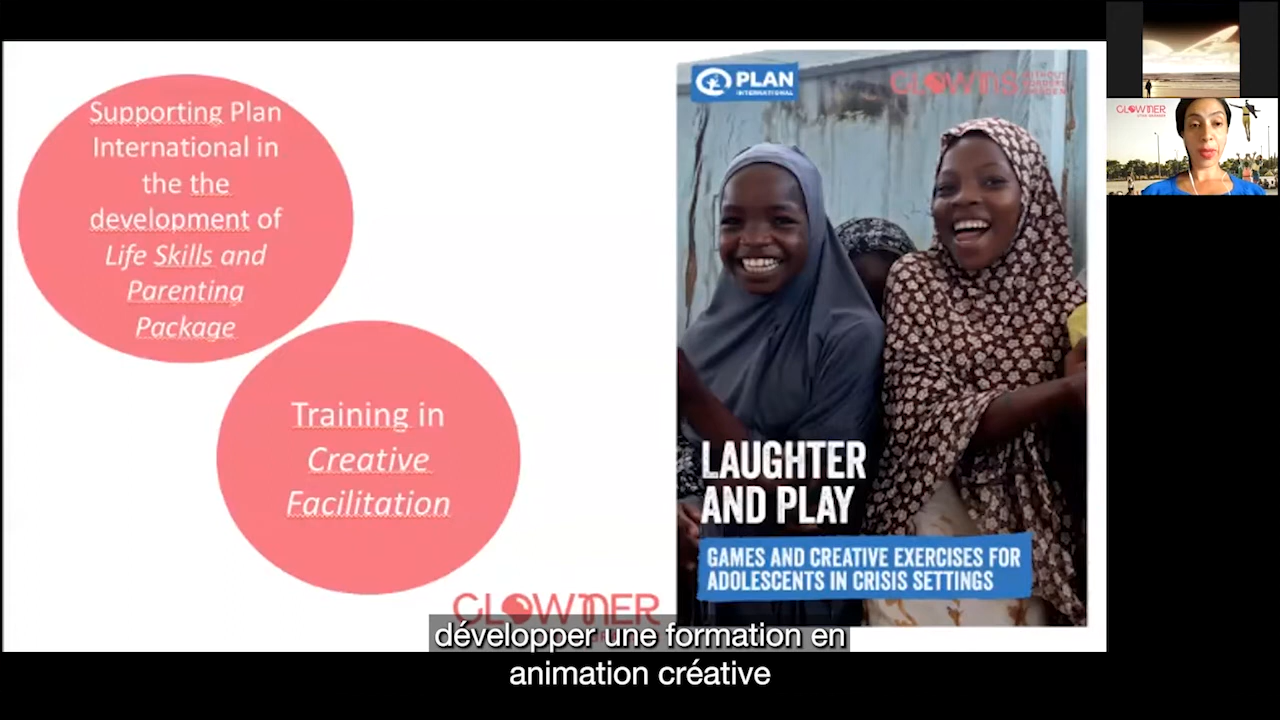 Supporting Plan
International in
the the
development of
Life Skills and
Parenting
Package
Training in
Creative
Facilitation
PLAN
INTERNATIONAL
CLOWNS
LAUGHTER
AND PLAY
GAMES AND CREATIVE EXERCISES FOR
ADOLESCENTS IN CRISIS SETTINGS
CLOWNER
développer une formation en
animation créative
CLOWNER